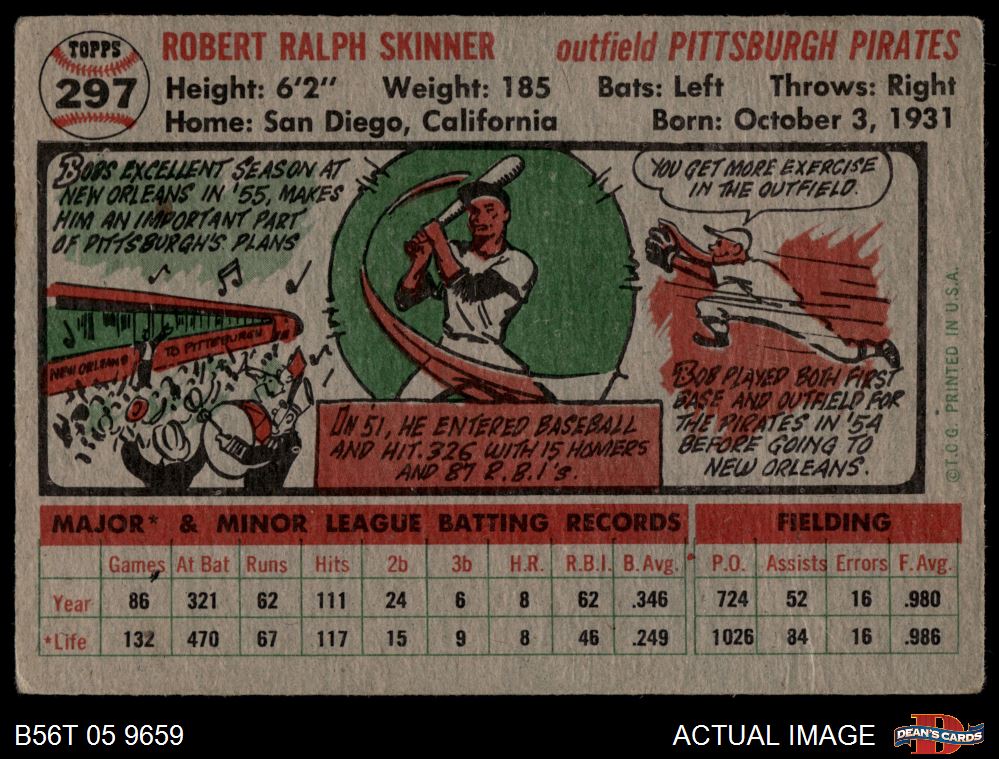 TOPPS
297
ROBERT RALPH SKINNER outfield PITTSBURGH PIRATES
Height: 6'2" Weight: 185 Bats: Left Throws: Right
Home: San Diego, California Born: October 3, 1931
BOB'S EXCELLENT SEASON AT
NEW ORLEANS IN '55, MAKES
HIM AN IMPORTANT PART
OF PITTSBURGH'S PLANS
NEW ORLEANS
TO PITTSBURGH
IN 51, HE ENTERED BASEBALL
AND HIT .326 WITH 15 HOMERS
AND 87 R.B.I's.
YOU GET MORE EXERCISE
IN THE OUTFIELD.
BOB PLAYED BOTH FIRST
BASE AND OUTFIELD FOR
THE PIRATES IN '54
BEFORE GOING TO
NEW ORLEANS.
©T.C.G. PRINTED IN U.S.A.
MAJOR* & MINOR LEAGUE BATTING RECORDS FIELDING
Games At Bat Runs Hits 2b 3b H.R. R.B.I. B.Avg. P.O. Assists Errors F.Avg.
Year 86 321 62 111 24 6 8 62 .346 724 52 16 .980
*Life 132 470 67 117 15 9 8 46 .249 1026 84 16 .986
B56T 05 9659 ACTUAL IMAGE DEAN'S CARDS